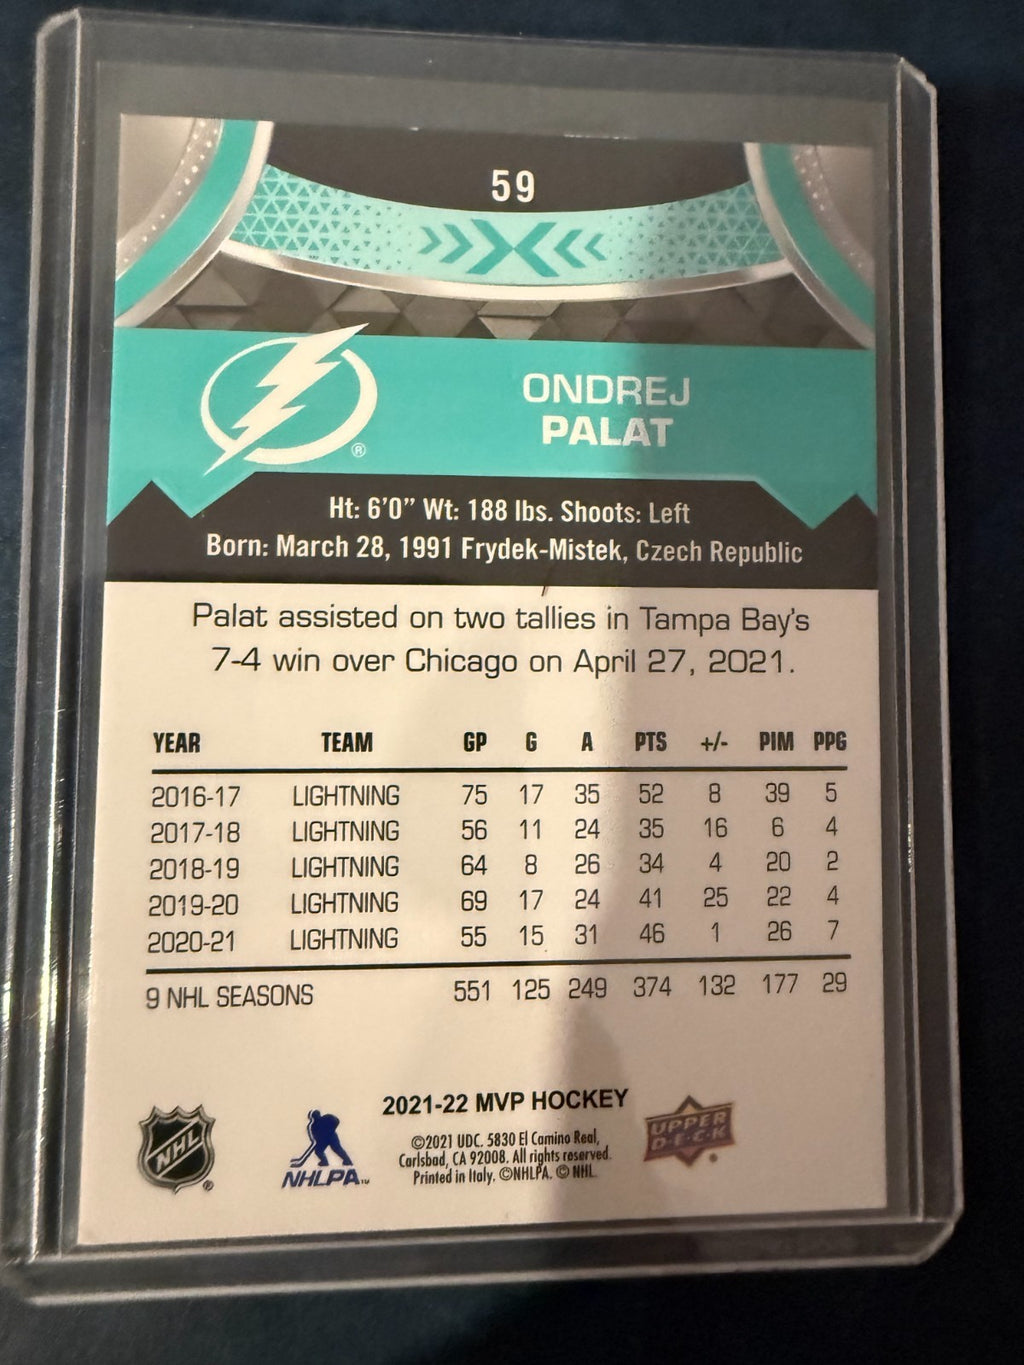 59
ONDREJ
PALAT
®
Ht: 6'0" Wt: 188 lbs. Shoots: Left
Born: March 28, 1991 Frydek-Mistek, Czech Republic
Palat assisted on two tallies in Tampa Bay's
7-4 win over Chicago on April 27, 2021.
YEAR TEAM GP G A PTS +/- PIM PPG
2016-17 LIGHTNING 75 17 35 52 8 39 5
2017-18 LIGHTNING 56 11 24 35 16 6 4
2018-19 LIGHTNING 64 8 26 34 4 20 2
2019-20 LIGHTNING 69 17 24 41 25 22 4
2020-21 LIGHTNING 55 15 31 46 1 26 7
9 NHL SEASONS 551 125 249 374 132 177 29
2021-22 MVP HOCKEY
©2021 UDC. 5830 El Camino Real,
Carlsbad, CA 92008. All rights reserved.
Printed in Italy. ©NHLPA. © NHL.
NHL ®
NHLPA™
UPPER
DECK